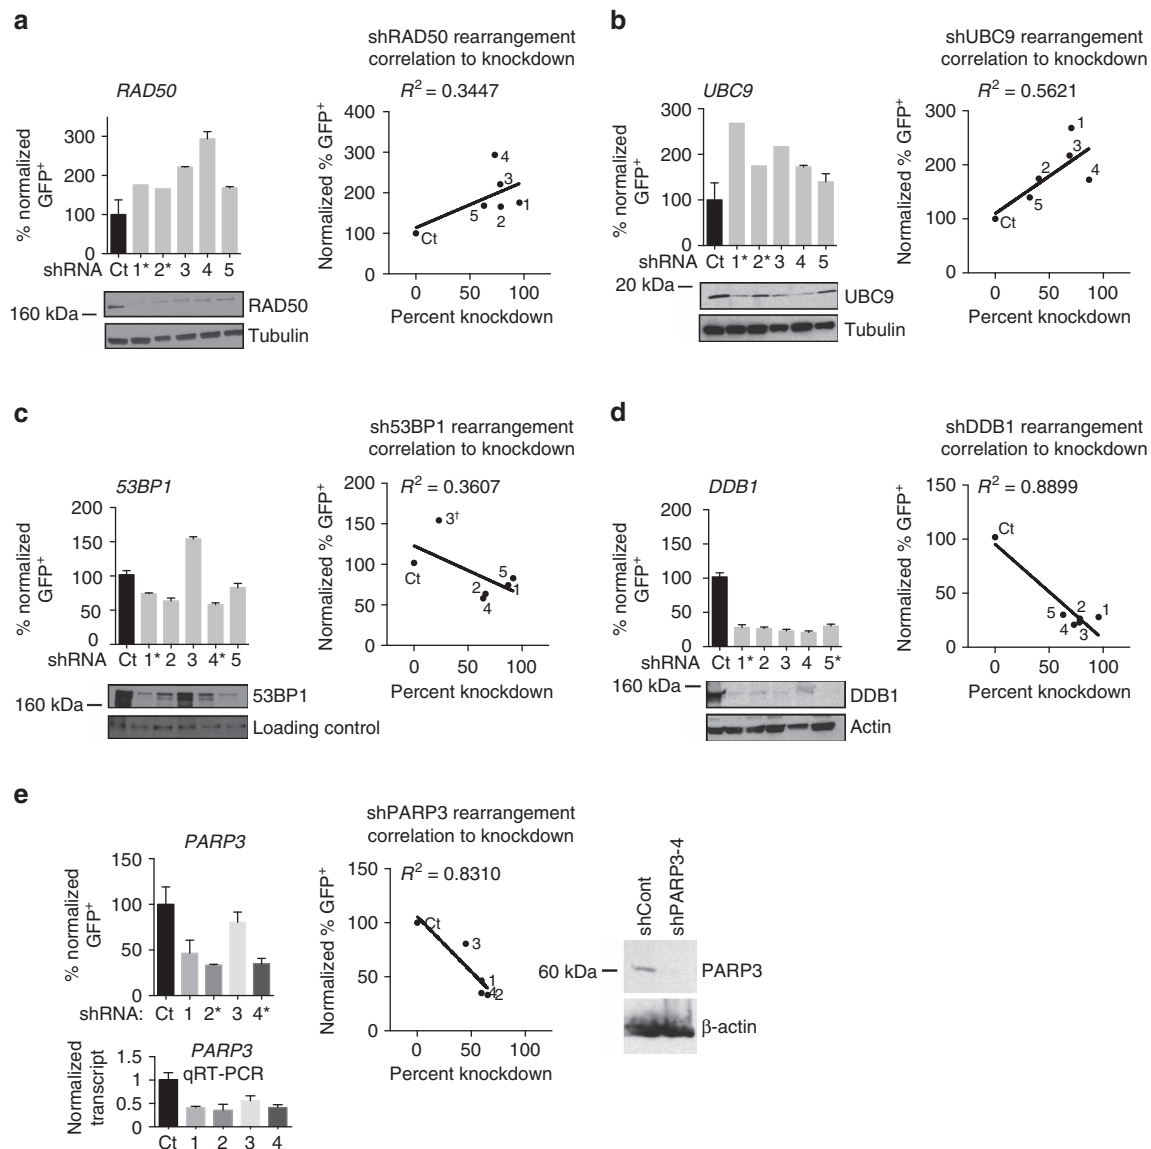 a
shRAD50 rearrangement
correlation to knockdown
RAD50
R² = 0.3447
% normalized
GFP⁺
300
200
100
0
shRNA Ct 1* 2* 3 4 5
160 kDa
RAD50
Tubulin
Normalized % GFP⁺
400
300
200
100
0
4
3
5
2
1
Ct
0 50 100
Percent knockdown
b
shUBC9 rearrangement
correlation to knockdown
UBC9
R² = 0.5621
% normalized
GFP⁺
300
200
100
0
shRNA Ct 1* 2* 3 4 5
20 kDa
UBC9
Tubulin
Normalized % GFP⁺
300
200
100
0
1
3
2
4
5
Ct
0 50 100
Percent knockdown
c
sh53BP1 rearrangement
correlation to knockdown
53BP1
R² = 0.3607
% normalized
GFP⁺
200
150
100
50
0
shRNA Ct 1* 2 3 4* 5
160 kDa
53BP1
Loading control
Normalized % GFP⁺
200
150
100
50
0
3†
Ct
5
2
1
4
0 50 100
Percent knockdown
d
shDDB1 rearrangement
correlation to knockdown
DDB1
R² = 0.8899
% normalized
GFP⁺
200
150
100
50
0
shRNA Ct 1* 2 3 4 5*
160 kDa
DDB1
Actin
Normalized % GFP⁺
150
100
50
0
Ct
5
2
1
4
3
0 50 100
Percent knockdown
e
shPARP3 rearrangement
correlation to knockdown
PARP3
R² = 0.8310
% normalized
GFP⁺
150
100
50
0
shRNA: Ct 1 2* 3 4*
PARP3
qRT-PCR
Normalized
transcript
1.5
1
0.5
0
Ct 1 2 3 4
Normalized % GFP⁺
150
100
50
0
Ct
3
1
4
2
0 50 100
Percent knockdown
shCont
shPARP3-4
60 kDa
PARP3
β-actin